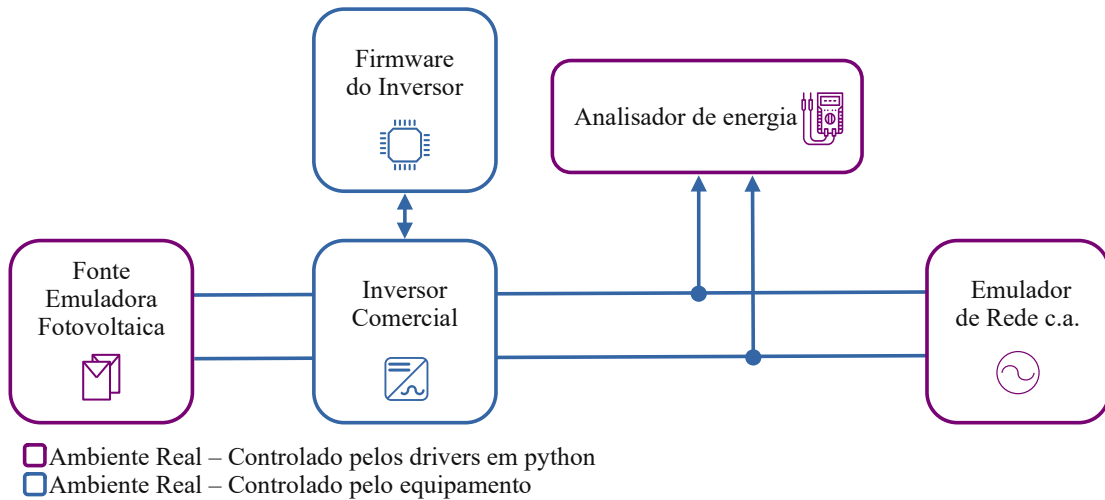 Firmware
do Inversor
Analisador de energia
Fonte
Emuladora
Fotovoltaica
Inversor
Comercial
Emulador
de Rede c.a.
Ambiente Real – Controlado pelos drivers em python
Ambiente Real – Controlado pelo equipamento